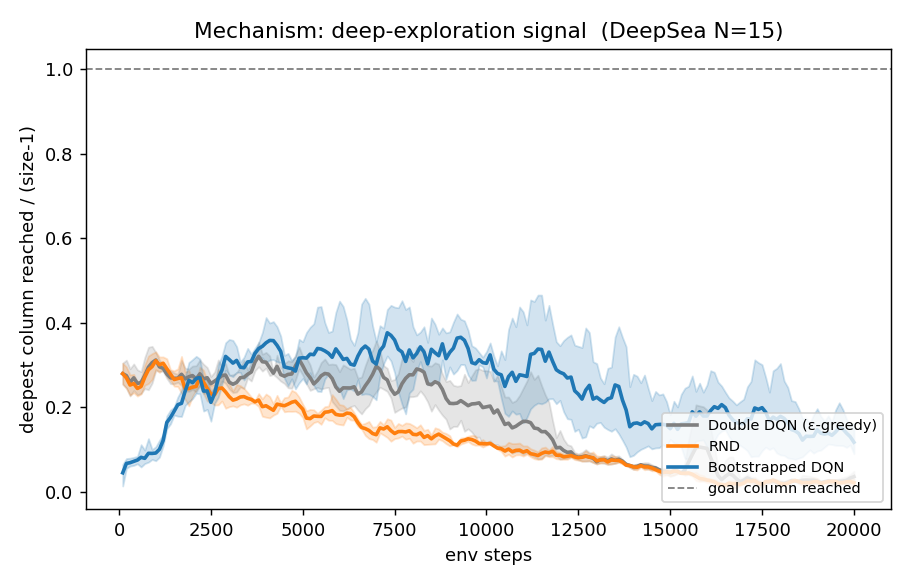 Mechanism: deep-exploration signal  (DeepSea N=15)
deepest column reached / (size-1)
1.0
0.8
0.6
0.4
0.2
0.0
Double DQN (ε-greedy)
RND
Bootstrapped DQN
goal column reached
0
2500
5000
7500
10000
12500
15000
17500
20000
env steps